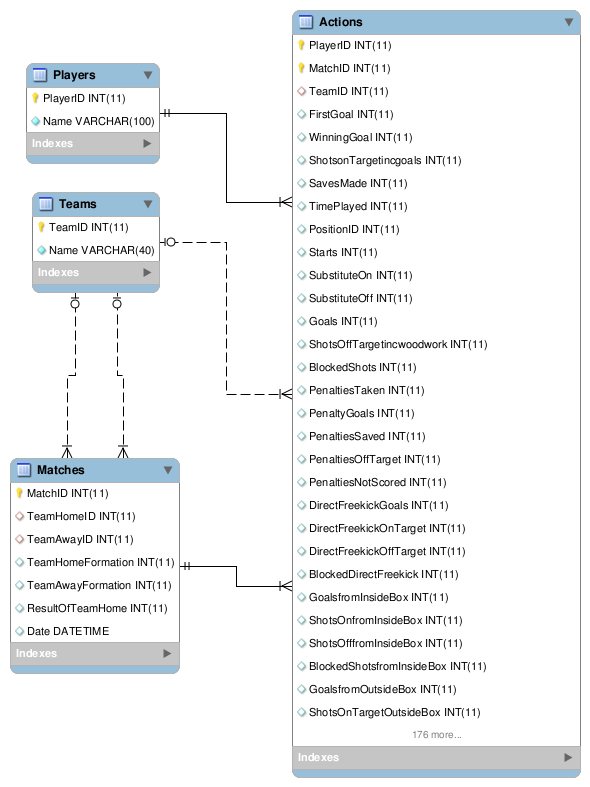 Players
PlayerID INT(11)
Name VARCHAR(100)
Indexes
Teams
TeamID INT(11)
Name VARCHAR(40)
Indexes
Matches
MatchID INT(11)
TeamHomeID INT(11)
TeamAwayID INT(11)
TeamHomeFormation INT(11)
TeamAwayFormation INT(11)
ResultOfTeamHome INT(11)
Date DATETIME
Indexes
Actions
PlayerID INT(11)
MatchID INT(11)
TeamID INT(11)
FirstGoal INT(11)
WinningGoal INT(11)
ShotsonTargetincgoals INT(11)
SavesMade INT(11)
TimePlayed INT(11)
PositionID INT(11)
Starts INT(11)
SubstituteOn INT(11)
SubstituteOff INT(11)
Goals INT(11)
ShotsOffTargetincwoodwork INT(11)
BlockedShots INT(11)
PenaltiesTaken INT(11)
PenaltyGoals INT(11)
PenaltiesSaved INT(11)
PenaltiesOffTarget INT(11)
PenaltiesNotScored INT(11)
DirectFreekickGoals INT(11)
DirectFreekickOnTarget INT(11)
DirectFreekickOffTarget INT(11)
BlockedDirectFreekick INT(11)
GoalsfromInsideBox INT(11)
ShotsOnfromInsideBox INT(11)
ShotsOfffromInsideBox INT(11)
BlockedShotsfromInsideBox INT(11)
GoalsfromOutsideBox INT(11)
ShotsOnTargetOutsideBox INT(11)
176 more...
Indexes